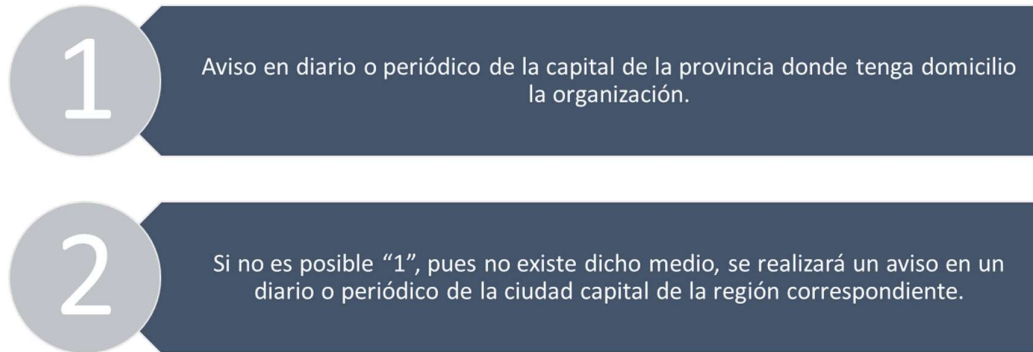 1
Aviso en diario o periódico de la capital de la provincia donde tenga domicilio
la organización.
2
Si no es posible “1”, pues no existe dicho medio, se realizará un aviso en un
diario o periódico de la ciudad capital de la región correspondiente.